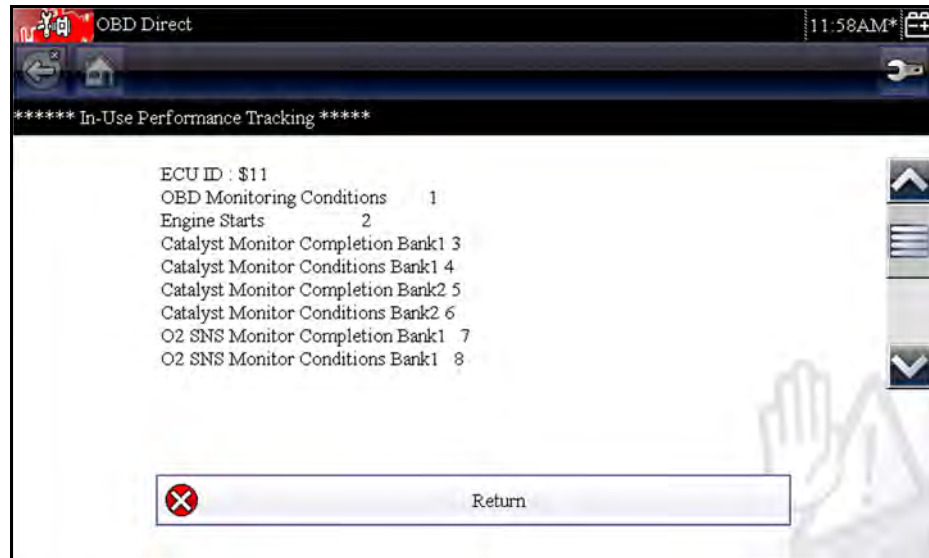 OBD Direct
11:58AM*
****** In-Use Performance Tracking *****
ECU ID : $11
OBD Monitoring Conditions 1
Engine Starts 2
Catalyst Monitor Completion Bank1 3
Catalyst Monitor Conditions Bank1 4
Catalyst Monitor Completion Bank2 5
Catalyst Monitor Conditions Bank2 6
O2 SNS Monitor Completion Bank1 7
O2 SNS Monitor Conditions Bank1 8
Return